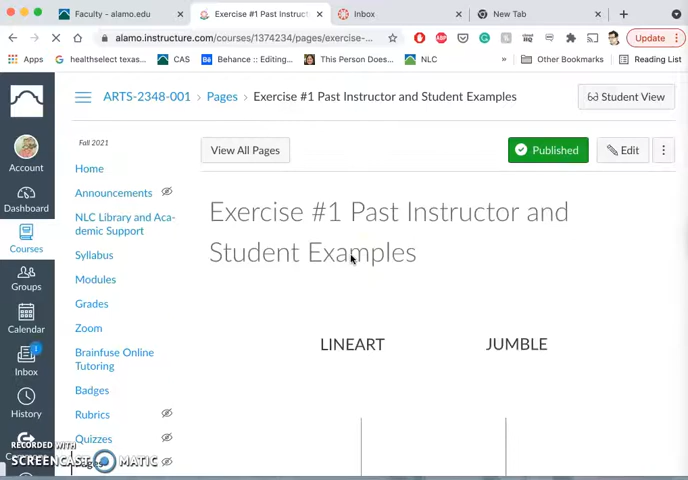 Faculty - alamo.edu
Exercise #1 Past Instruct
Inbox
New Tab
alamo.instructure.com/courses/1374234/pages/exercise-...
Update
Apps
healthselect texas...
CAS
Behance :: Editing...
This Person Does...
NLC
»
Other Bookmarks
Reading List
ARTS-2348-001 › Pages › Exercise #1 Past Instructor and Student Examples
Student View
Fall 2021
View All Pages
Published
Edit
Account
Dashboard
Courses
Groups
Calendar
1
Inbox
History
Home
Announcements
NLC Library and Aca-
demic Support
Syllabus
Modules
Grades
Zoom
Brainfuse Online
Tutoring
Badges
Rubrics
Quizzes
Pages
Exercise #1 Past Instructor and
Student Examples
LINEART
JUMBLE
RECORDED WITH
SCREENCAST MATIC